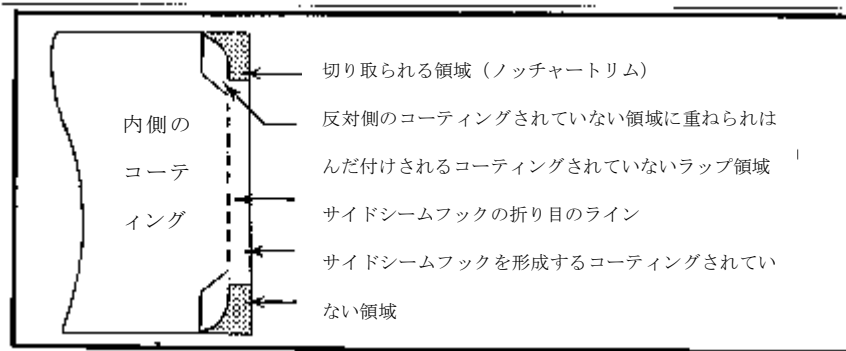 切り取られる領域（ノッチャートリム）
反対側のコーティングされていない領域に重ねられは
んだ付けされるコーティングされていないラップ領域
サイドシームフックの折り目のライン
サイドシームフックを形成するコーティングされてい
ない領域
内側の
コーテ
ィング